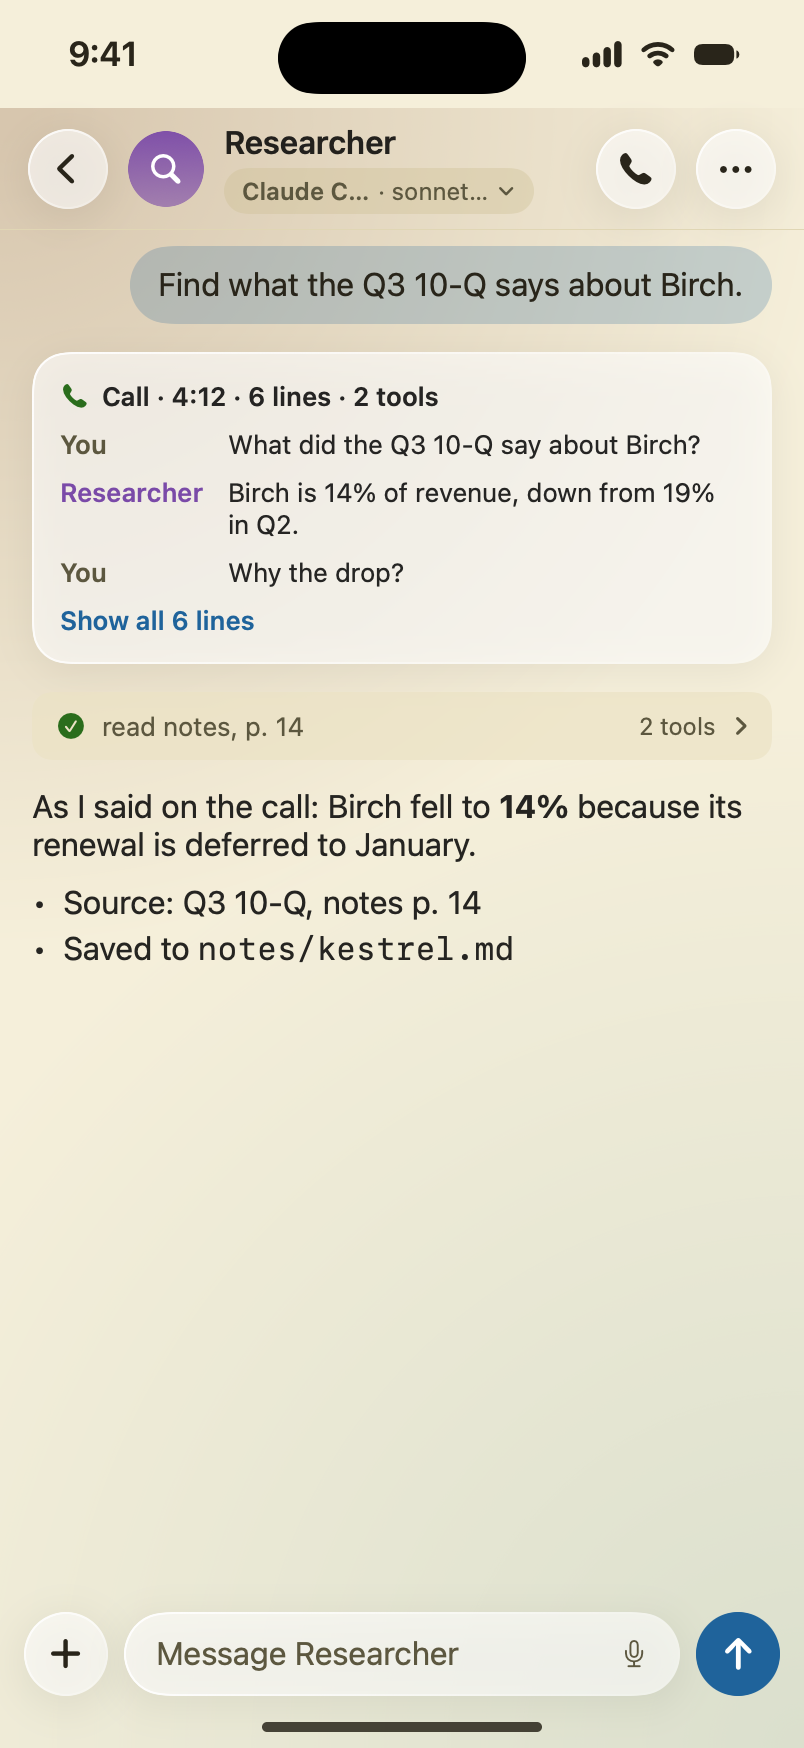 9:41
Researcher
Claude C... · sonnet...
Find what the Q3 10-Q says about Birch.
Call · 4:12 · 6 lines · 2 tools
You What did the Q3 10-Q say about Birch?
Researcher Birch is 14% of revenue, down from 19%
in Q2.
You Why the drop?
Show all 6 lines
read notes, p. 14 2 tools
As I said on the call: Birch fell to 14% because its
renewal is deferred to January.
• Source: Q3 10-Q, notes p. 14
• Saved to notes/kestrel.md
Message Researcher